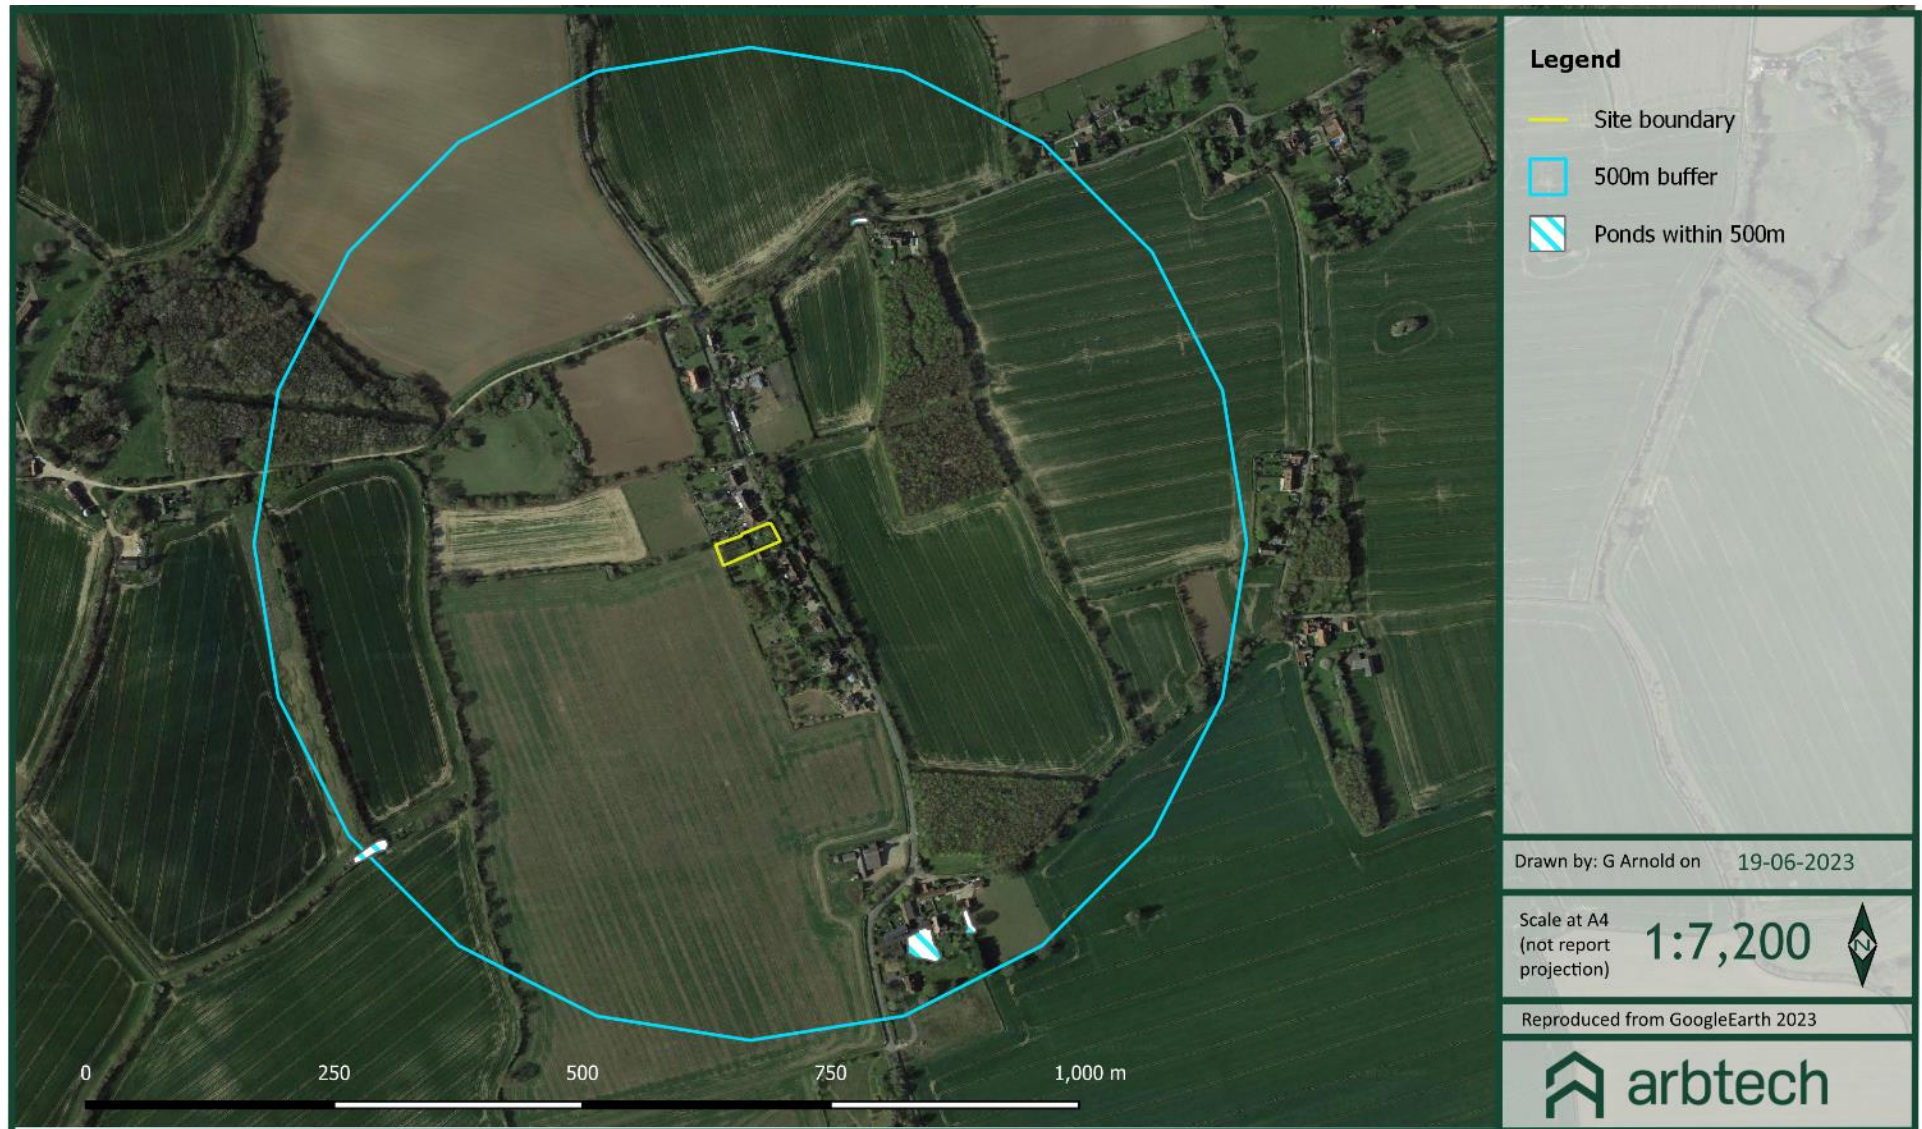 Legend
Site boundary
500m buffer
Ponds within 500m
Drawn by: G Arnold on 19-06-2023
Scale at A4
(not report
projection)
1:7,200
N
Reproduced from GoogleEarth 2023
arbtech
0 250 500 750 1,000 m